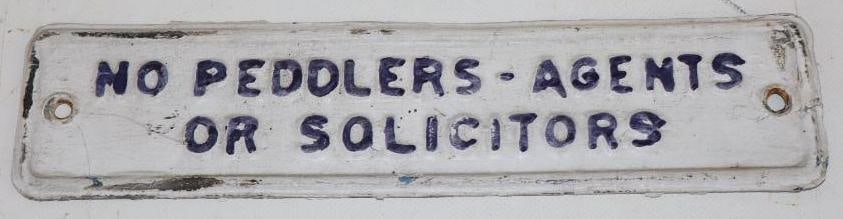 NO PEDDLERS - AGENTS
OR SOLICITORS